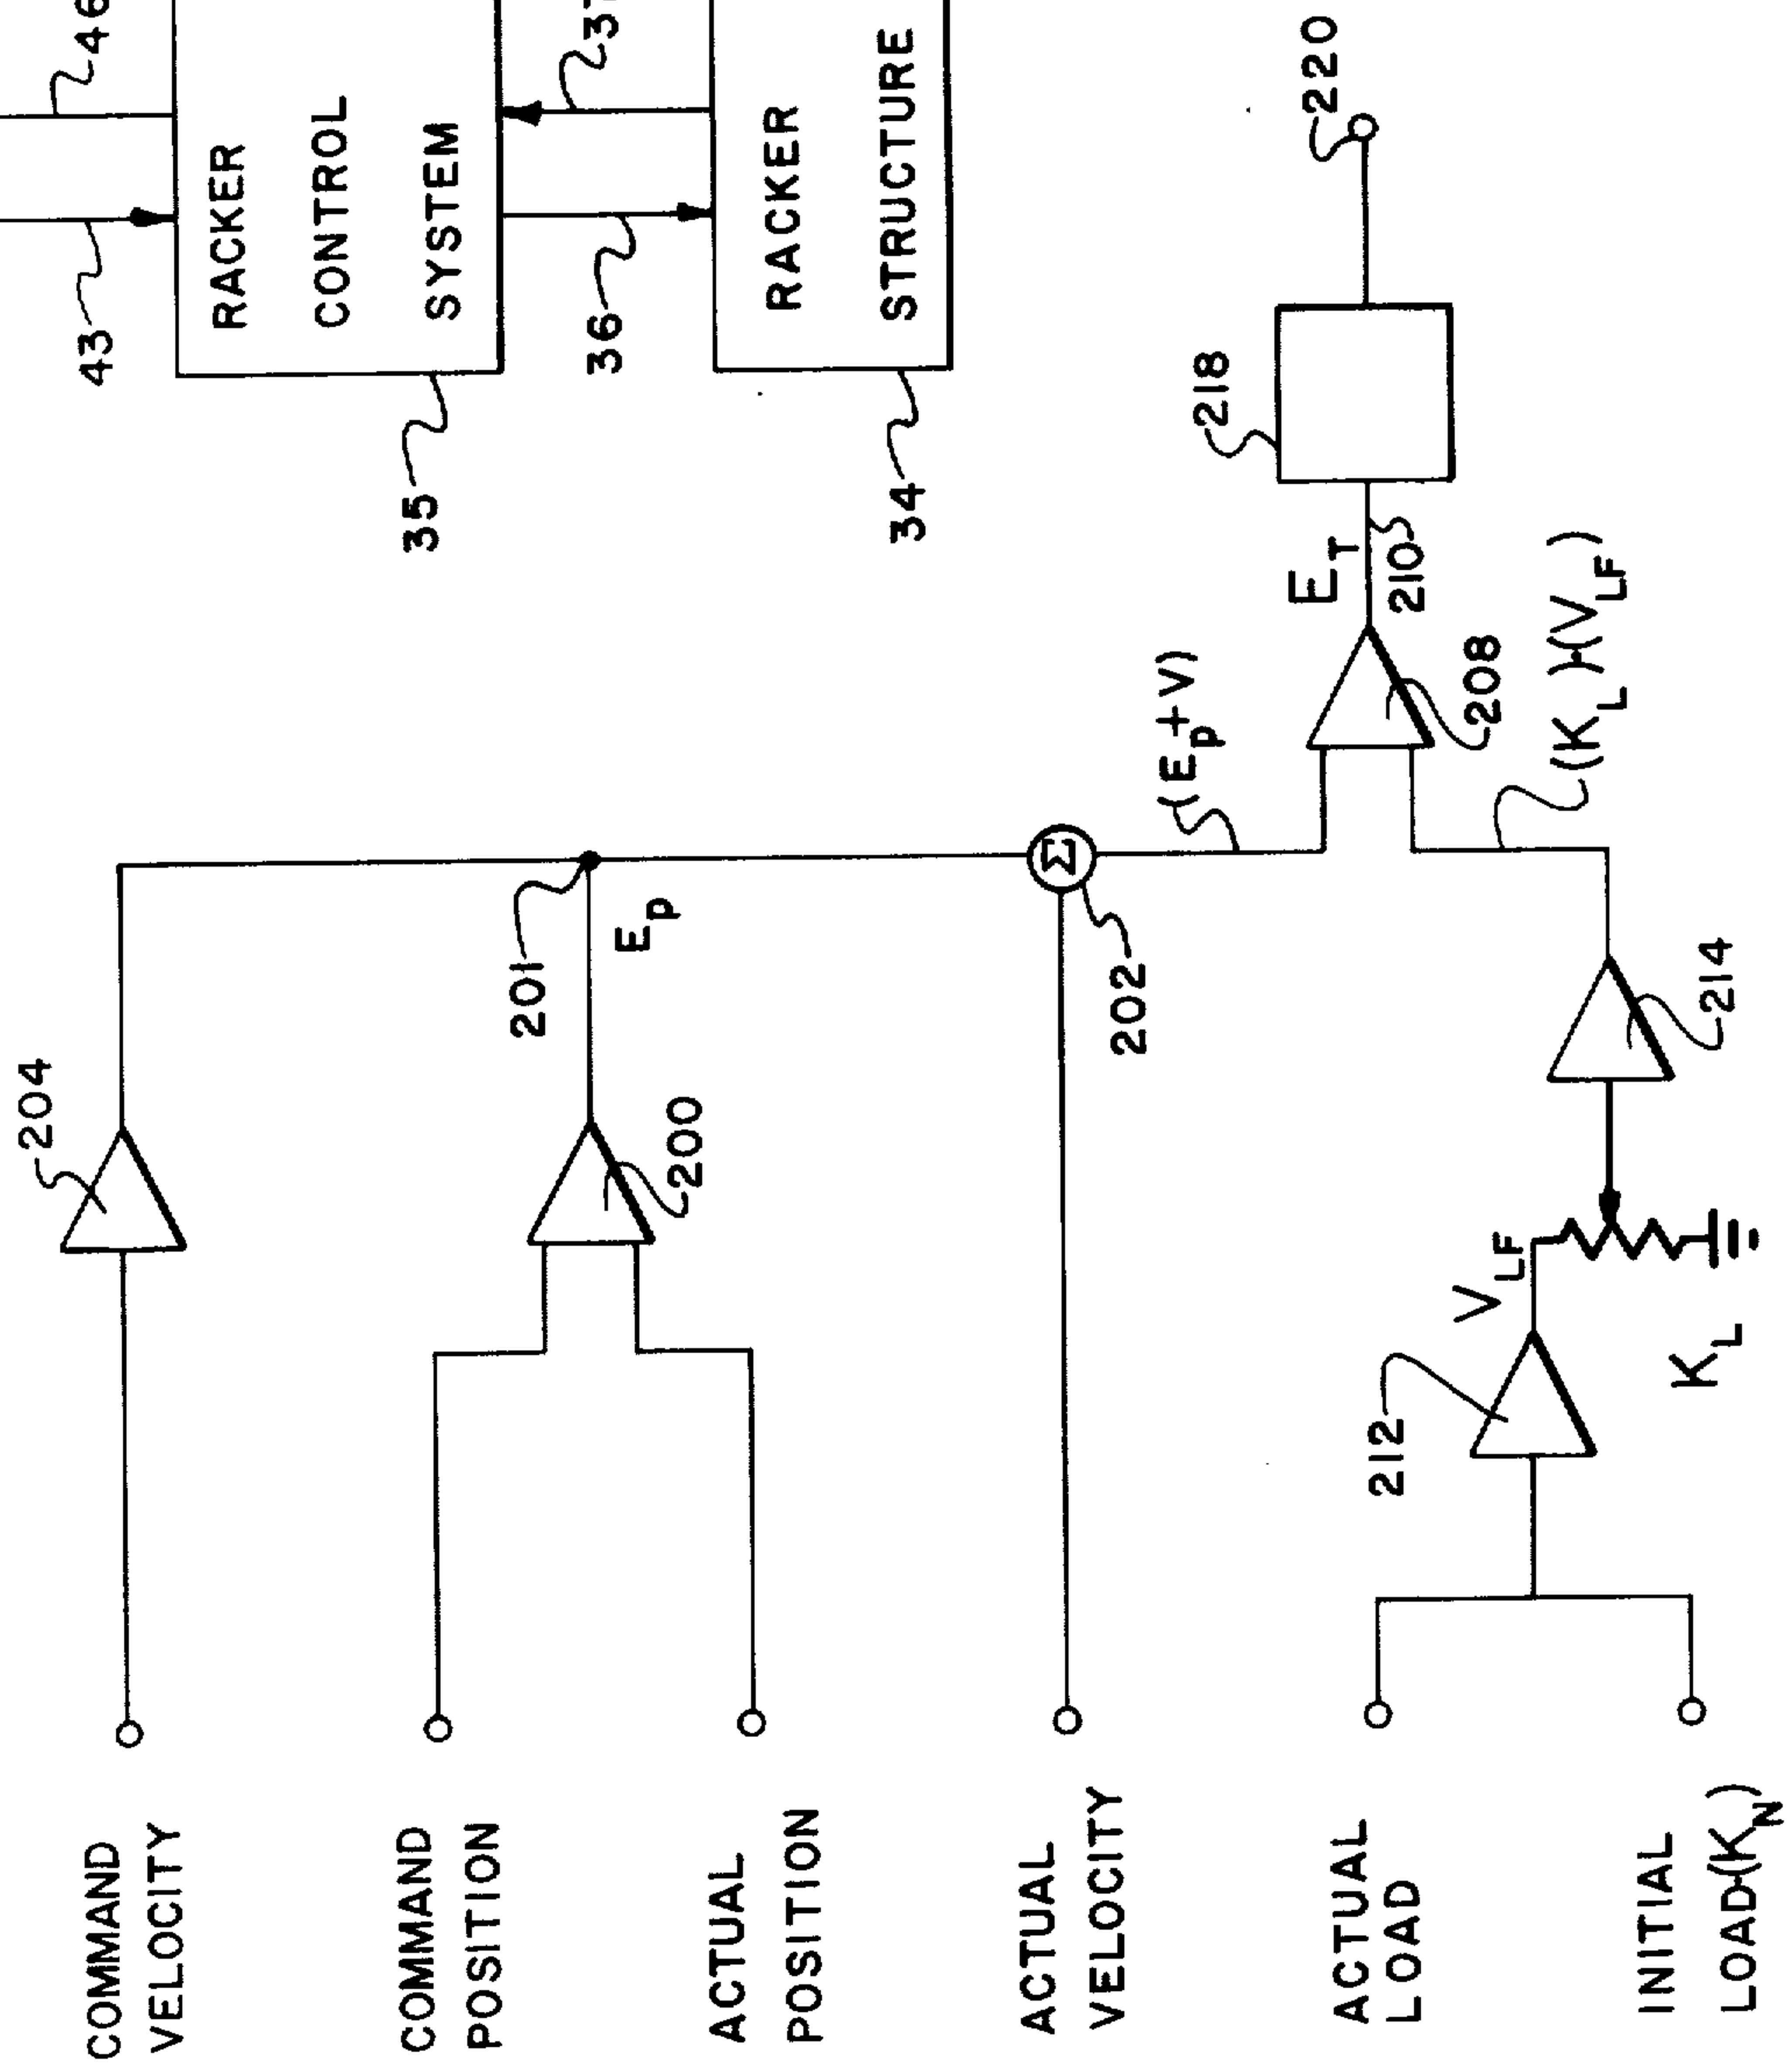 COMMAND
VELOCITY
COMMAND
POSITION
ACTUAL
POSITION
ACTUAL
VELOCITY
ACTUAL
LOAD
INITIAL
LOAD·(K_N)
204
200
201
E_p
202
212
V_LF
K_L
214
(E_p+V)
208
(K_L)·(V_LF)
E_T
210
218
220
43
RACKER
CONTROL
SYSTEM
35
36
RACKER
STRUCTURE
34